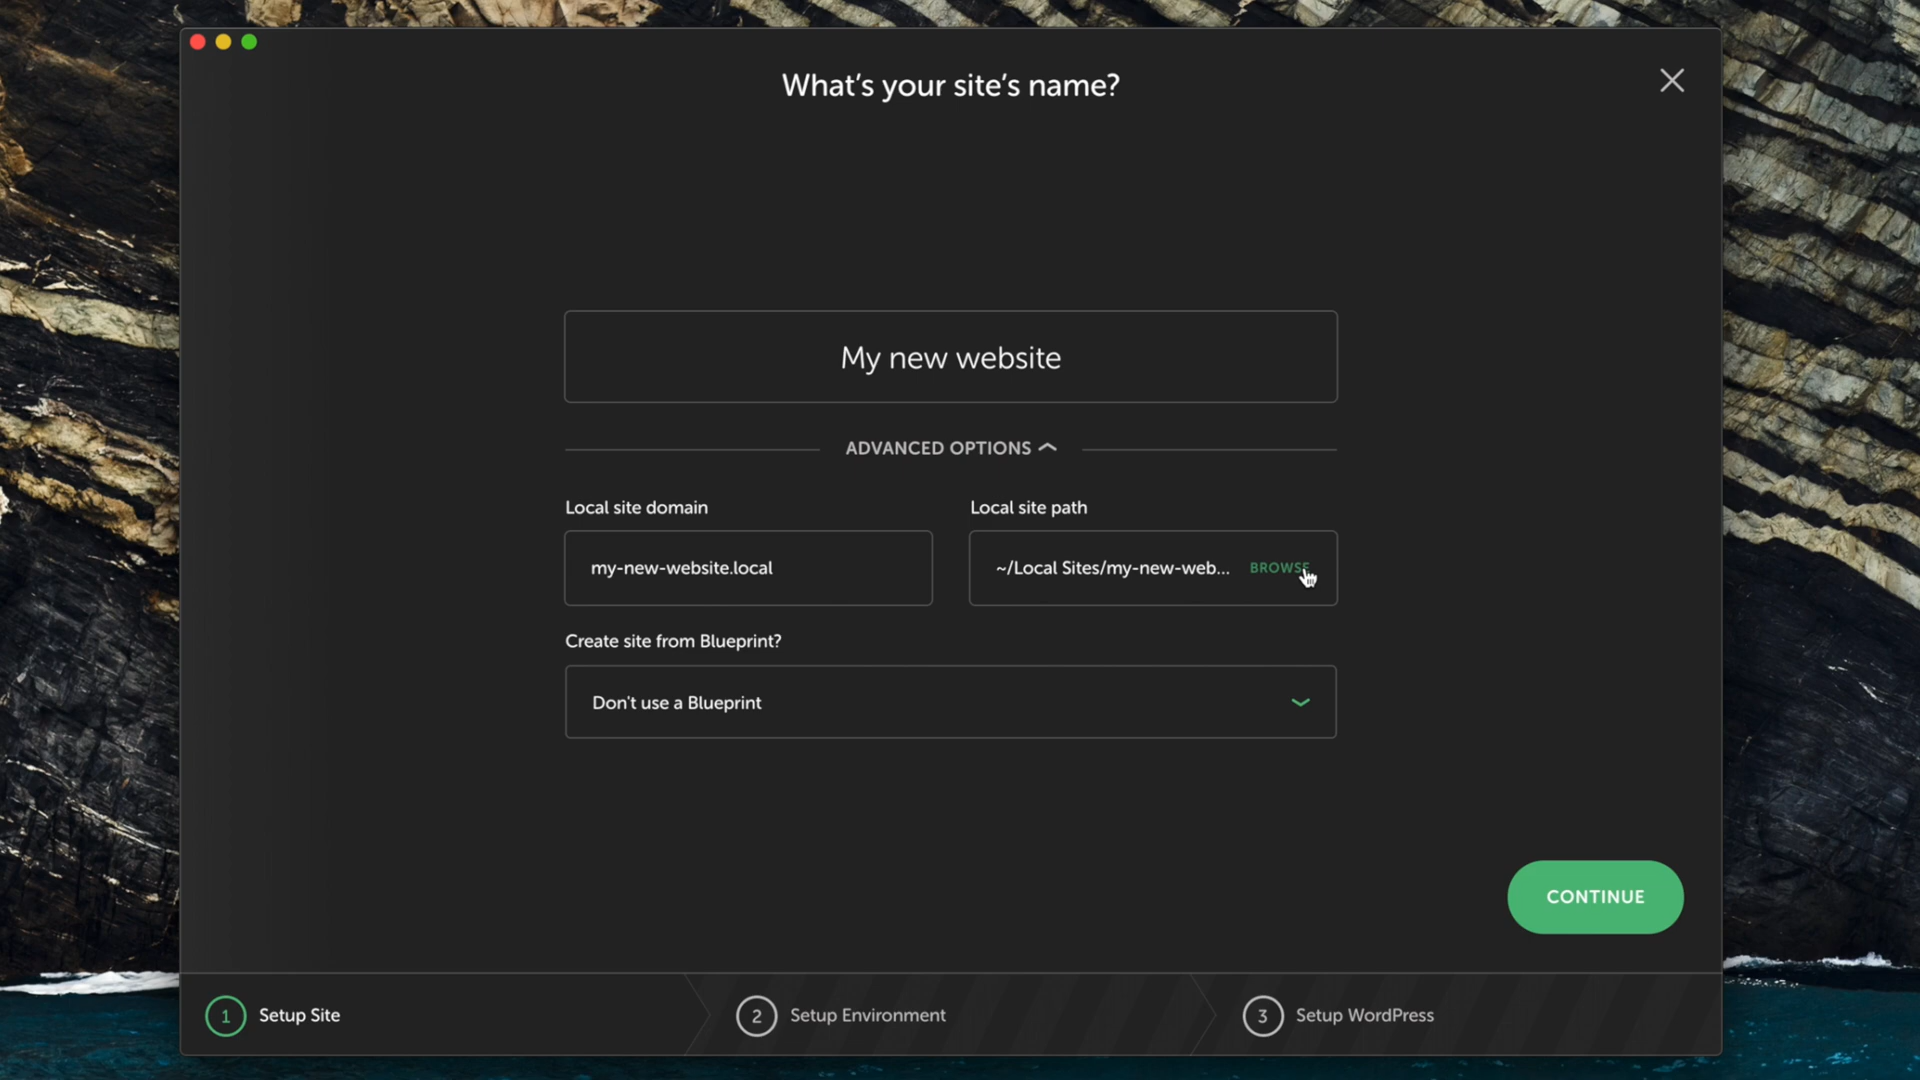 What's your site's name?
My new website
ADVANCED OPTIONS
Local site domain
Local site path
my-new-website.local
~/Local Sites/my-new-web...
BROWSE
Create site from Blueprint?
Don't use a Blueprint
CONTINUE
1 Setup Site
2 Setup Environment
3 Setup WordPress